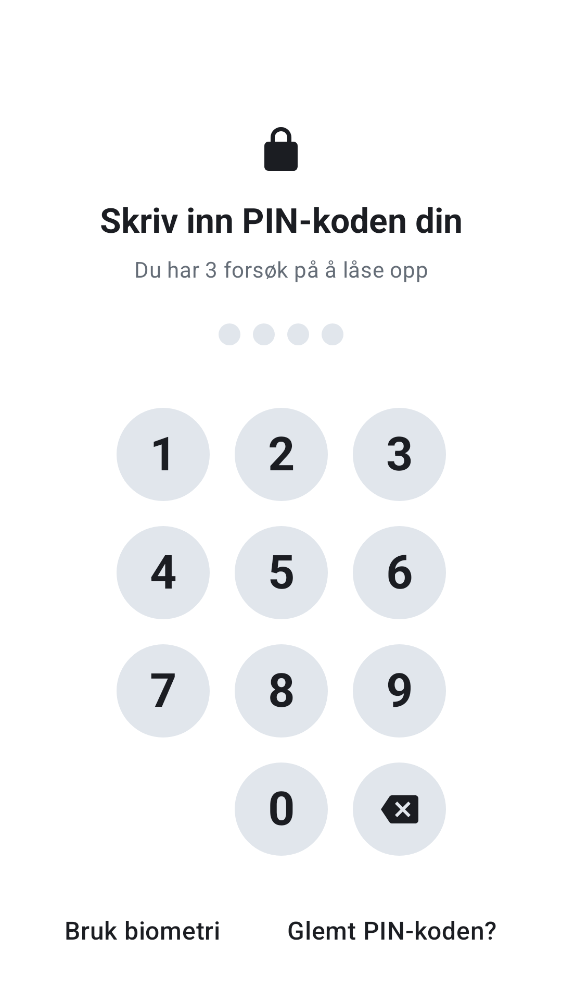 Skriv inn PIN-koden din
Du har 3 forsøk på å låse opp
1 2 3
4 5 6
7 8 9
0
Bruk biometri Glemt PIN-koden?